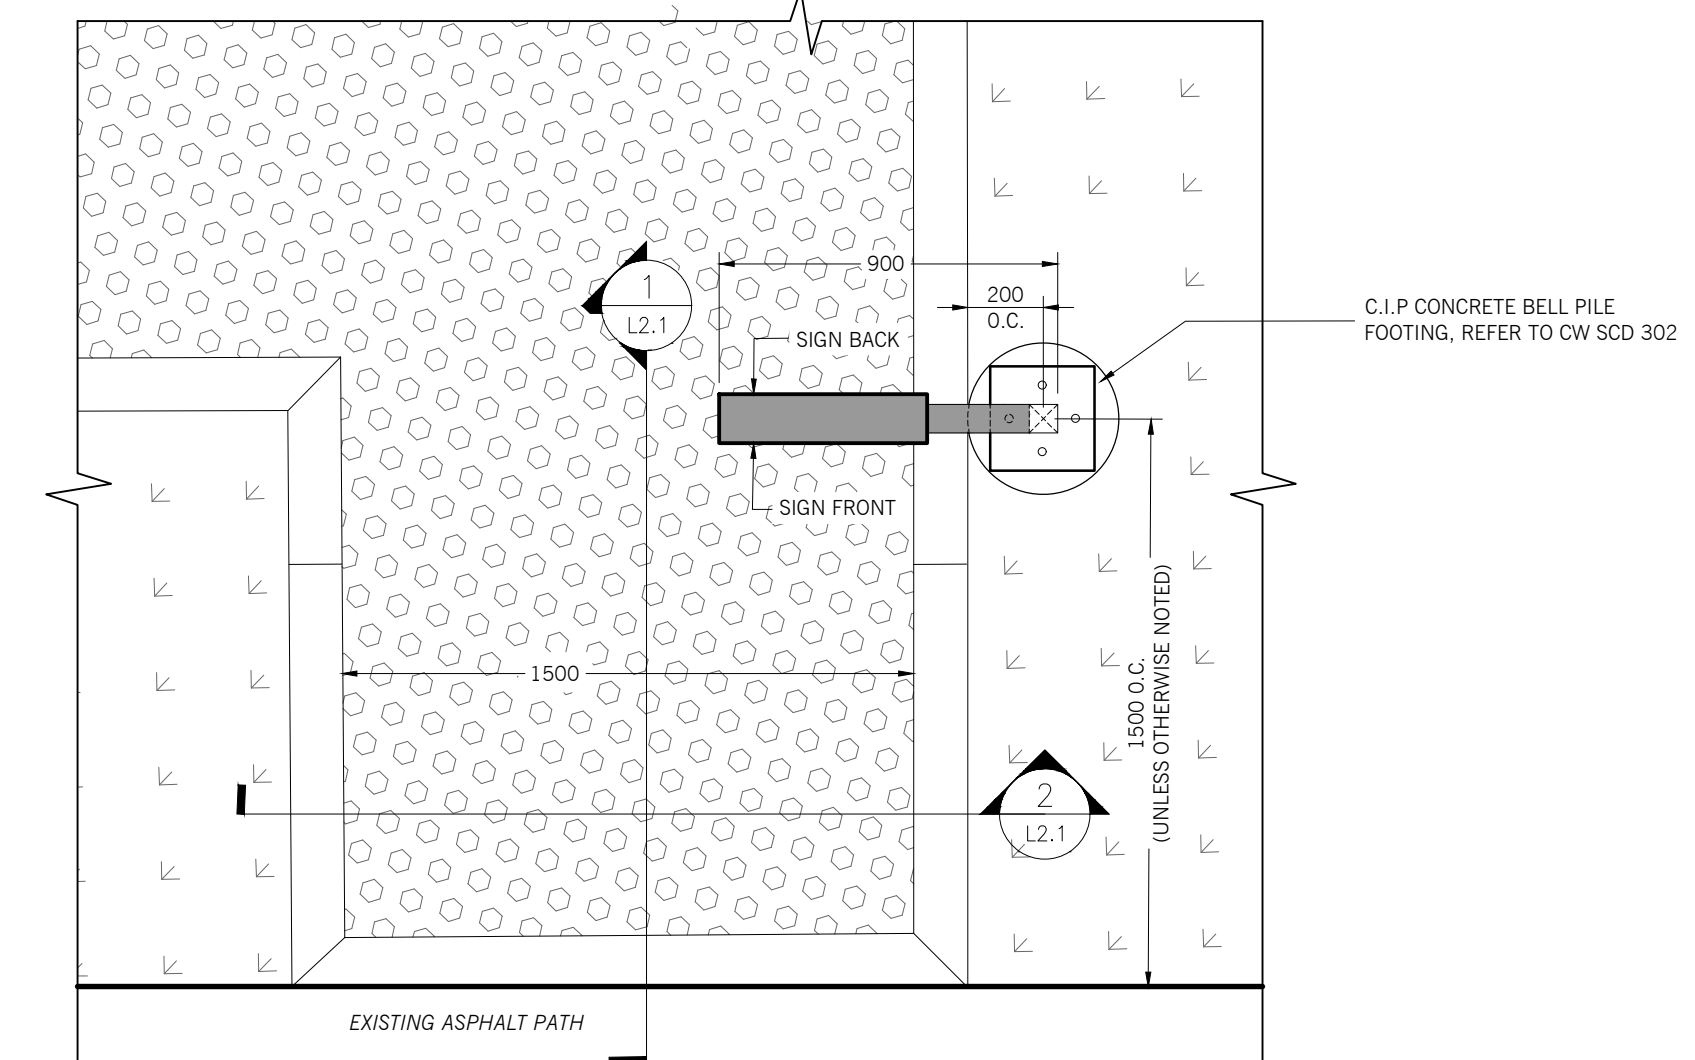 900
200
O.C.
C.I.P CONCRETE BELL PILE
FOOTING, REFER TO CW SCD 302
1
L2.1
SIGN BACK
SIGN FRONT
1500
1500 O.C.
(UNLESS OTHERWISE NOTED)
2
L2.1
EXISTING ASPHALT PATH